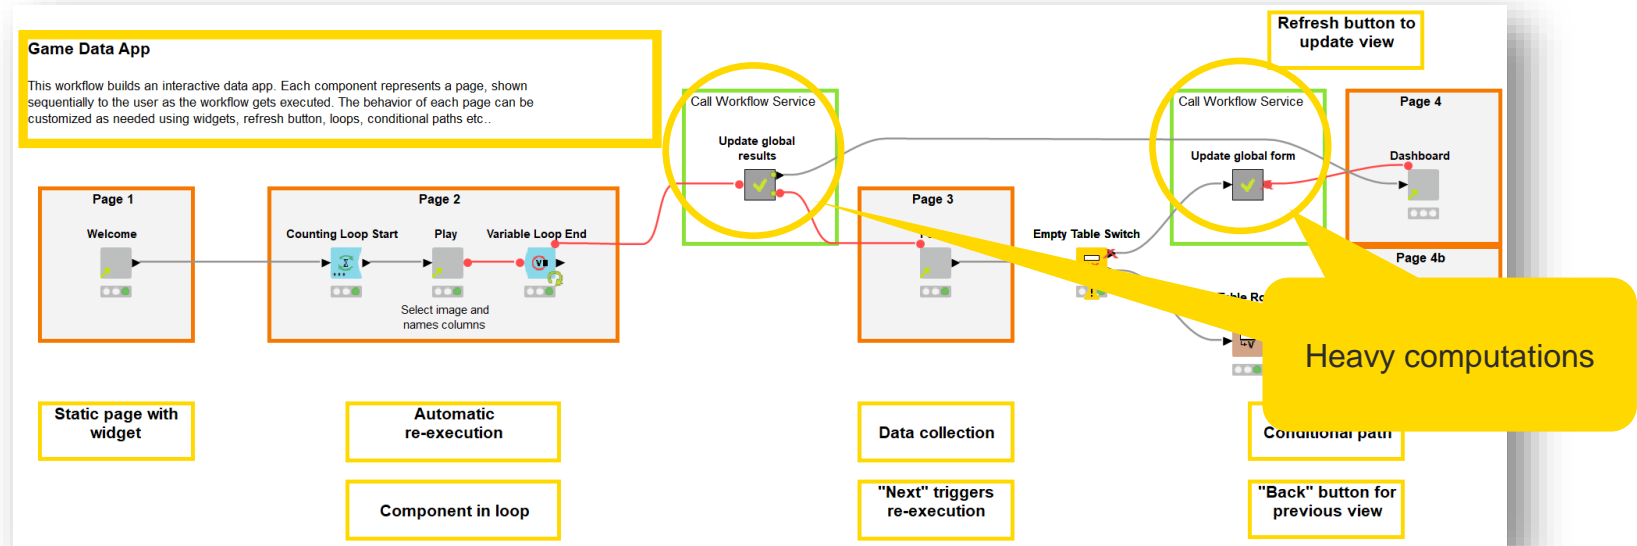 Refresh button to
update view
Game Data App
This workflow builds an interactive data app. Each component represents a page, shown
sequentially to the user as the workflow gets executed. The behavior of each page can be
customized as needed using widgets, refresh button, loops, conditional paths etc..
Call Workflow Service
Update global
results
Call Workflow Service
Update global form
Page 4
Dashboard
Page 1
Welcome
Page 2
Counting Loop Start
Play
Variable Loop End
Select image and
names columns
Page 3
Empty Table Switch
Page 4b
Heavy computations
Static page with
widget
Automatic
re-execution
Data collection
Conditional path
Component in loop
"Next" triggers
re-execution
"Back" button for
previous view